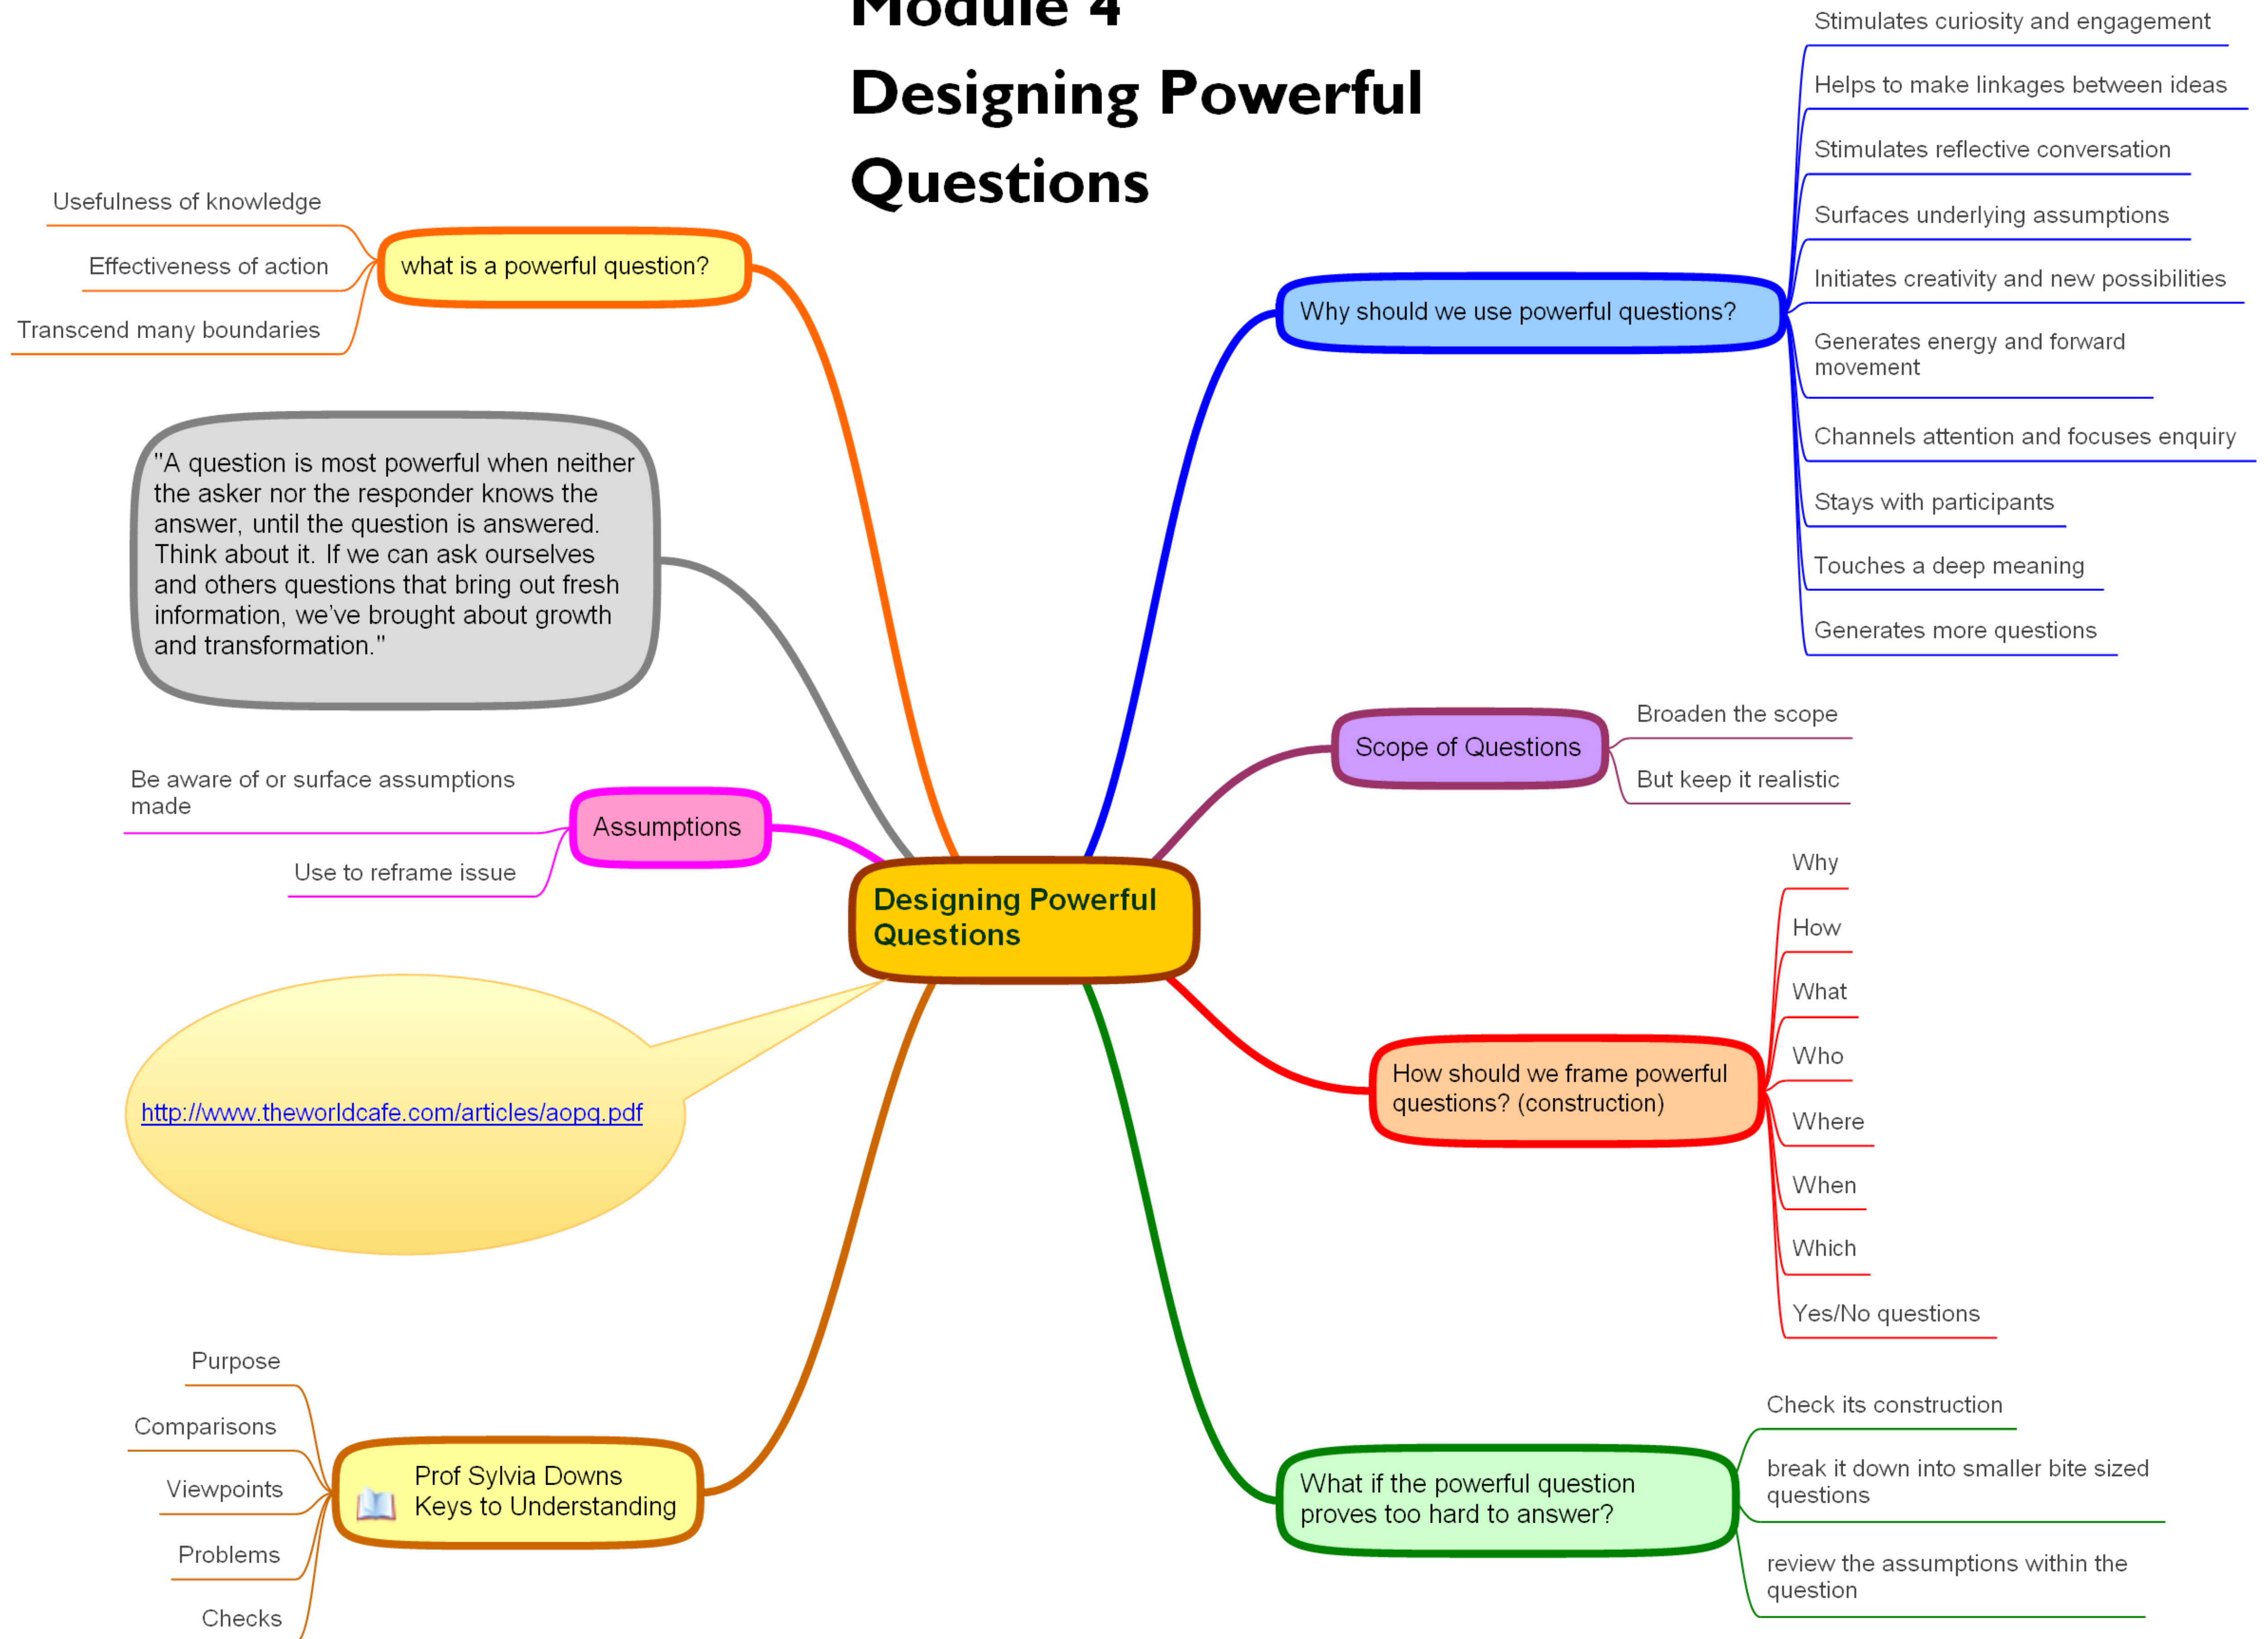 Module 4
Designing Powerful
Questions
Usefulness of knowledge
Effectiveness of action
Transcend many boundaries
what is a powerful question?
"A question is most powerful when neither
the asker nor the responder knows the
answer, until the question is answered.
Think about it. If we can ask ourselves
and others questions that bring out fresh
information, we've brought about growth
and transformation."
Be aware of or surface assumptions
made
Use to reframe issue
Assumptions
Designing Powerful
Questions
http://www.theworldcafe.com/articles/aopq.pdf
Purpose
Comparisons
Viewpoints
Problems
Checks
Prof Sylvia Downs
Keys to Understanding
Why should we use powerful questions?
Stimulates curiosity and engagement
Helps to make linkages between ideas
Stimulates reflective conversation
Surfaces underlying assumptions
Initiates creativity and new possibilities
Generates energy and forward
movement
Channels attention and focuses enquiry
Stays with participants
Touches a deep meaning
Generates more questions
Scope of Questions
Broaden the scope
But keep it realistic
How should we frame powerful
questions? (construction)
Why
How
What
Who
Where
When
Which
Yes/No questions
What if the powerful question
proves too hard to answer?
Check its construction
break it down into smaller bite sized
questions
review the assumptions within the
question